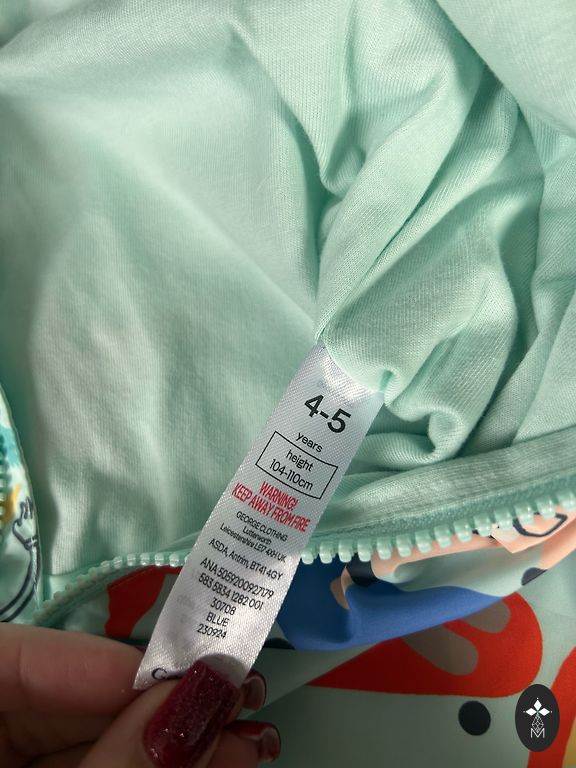 4-5
years
height
104-110cm
WARNING!
KEEP AWAY FROM FIRE
GEORGE CLOTHING
Lutterworth
Leicestershire LE17 4XH UK
ASDA, Antrim, BT41 4GY
ANA 5059200927179
583 5834 1282 001
30708
BLUE
230924